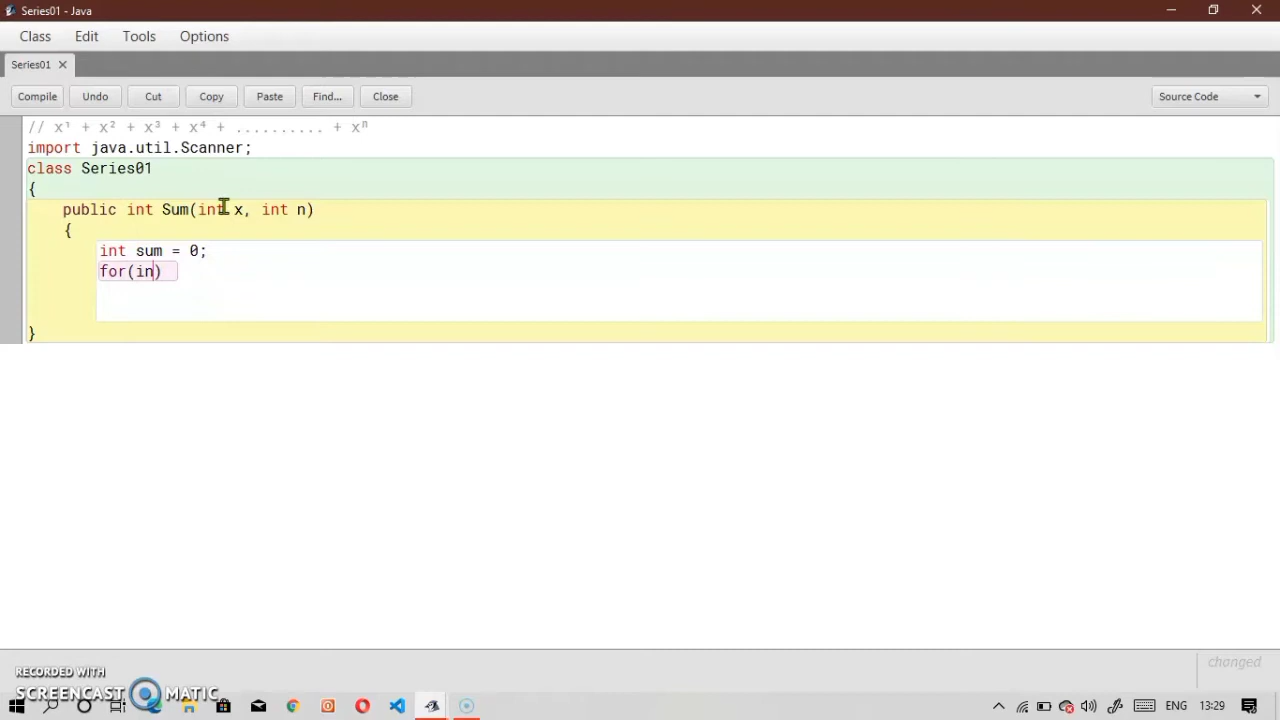 Series01 - Java
Class Edit Tools Options
Series01 ×
Compile Undo Cut Copy Paste Find... Close Source Code
// x¹ + x² + x³ + x⁴ + .......... + xⁿ
import java.util.Scanner;
class Series01
{
public int Sum(int x, int n)
{
int sum = 0;
for(in)
}
changed
RECORDED WITH
SCREENCAST MATIC
ENG 13:29